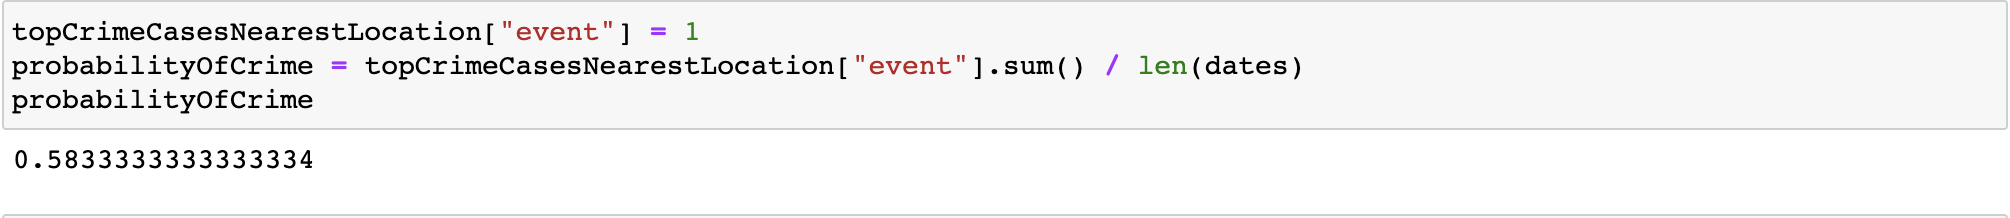 topCrimeCasesNearestLocation["event"] = 1
probabilityOfCrime = topCrimeCasesNearestLocation["event"].sum() / len(dates)
probabilityOfCrime
0.5833333333333334